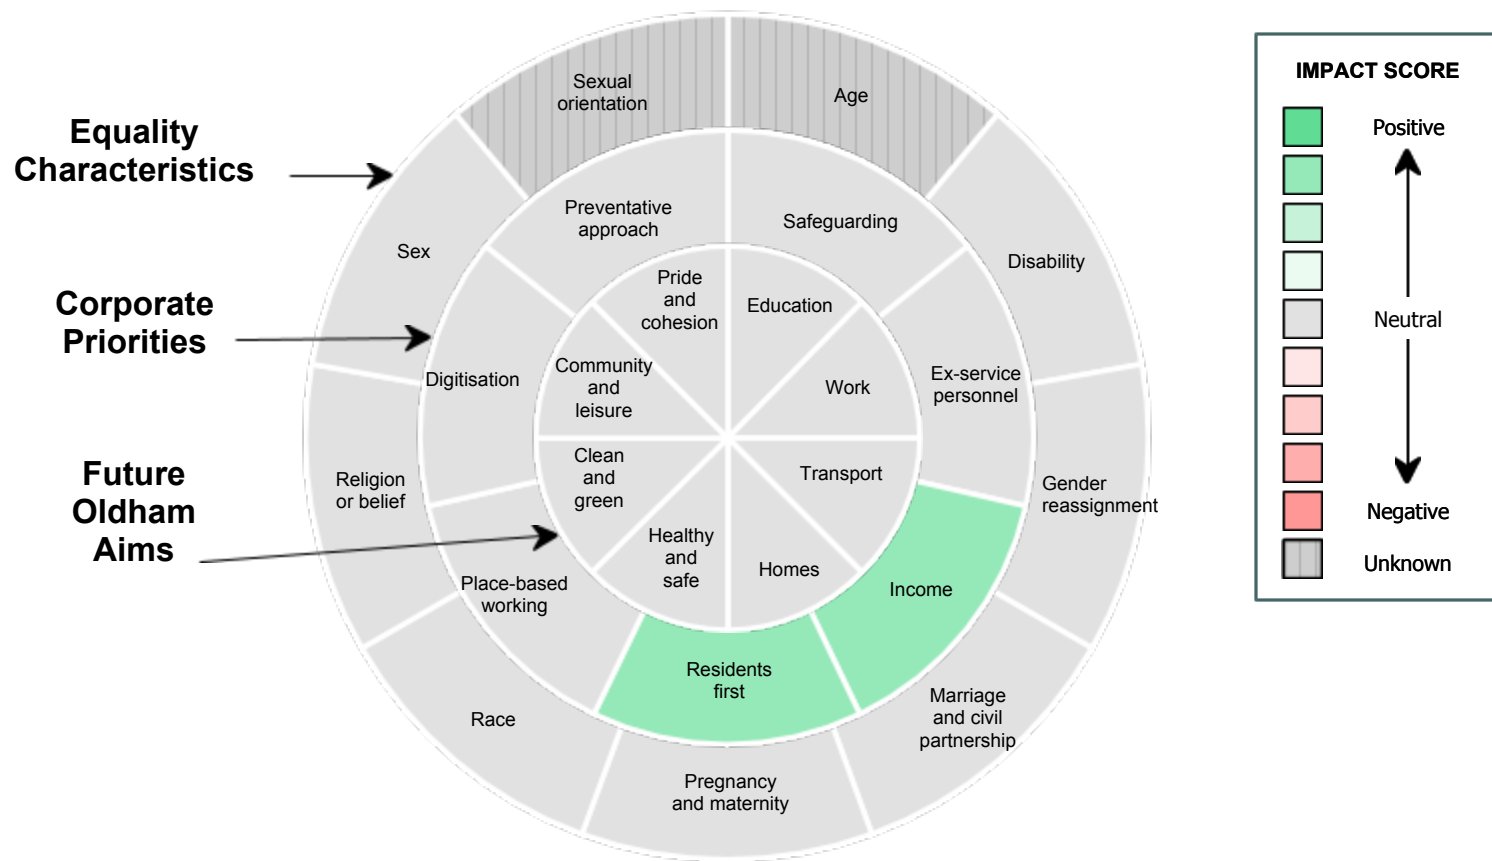 Equality
Characteristics
Corporate
Priorities
Future
Oldham
Aims
Sexual
orientation
Age
Sex
Preventative
approach
Safeguarding
Disability
Pride
and
cohesion
Education
Digitisation
Community
and
leisure
Work
Ex-service
personnel
Religion
or belief
Clean
and
green
Transport
Gender
reassignment
Place-based
working
Healthy
and
safe
Homes
Income
Residents
first
Race
Marriage
and civil
partnership
Pregnancy
and maternity
IMPACT SCORE
Positive
Neutral
Negative
Unknown